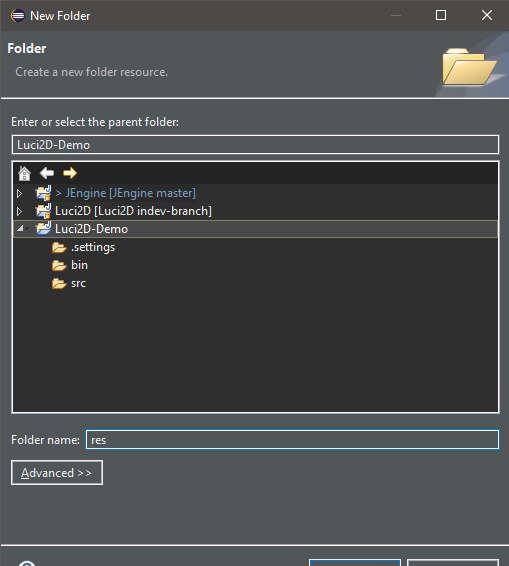 New Folder
Folder
Create a new folder resource.
Enter or select the parent folder:
Luci2D-Demo
> JEngine [JEngine master]
Luci2D [Luci2D indev-branch]
Luci2D-Demo
.settings
bin
src
Folder name: res
Advanced >>